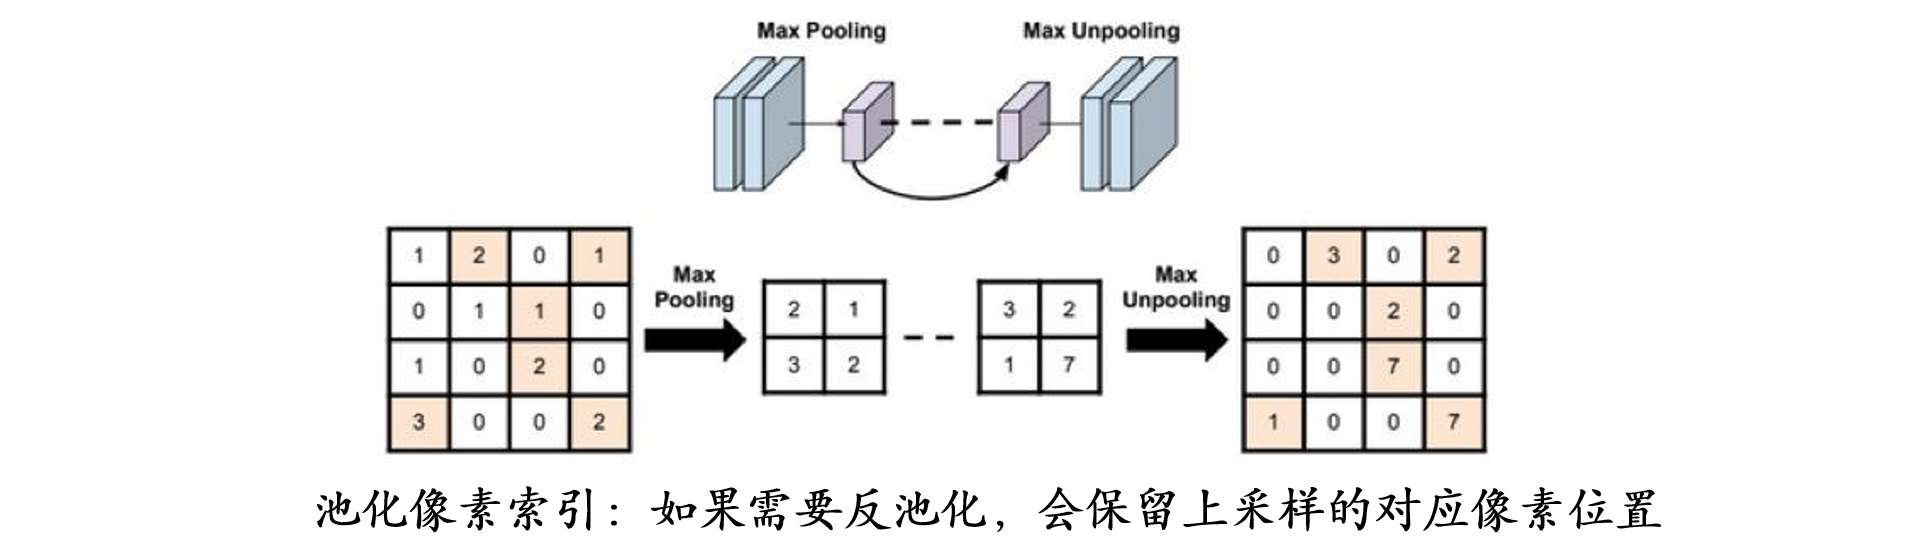 Max Pooling
Max Unpooling
1 2 0 1
0 1 1 0
1 0 2 0
3 0 0 2
Max
Pooling
2 1
3 2
3 2
1 7
Max
Unpooling
0 3 0 2
0 0 2 0
0 0 7 0
1 0 0 7
池化像素索引：如果需要反池化，会保留上采样的对应像素位置